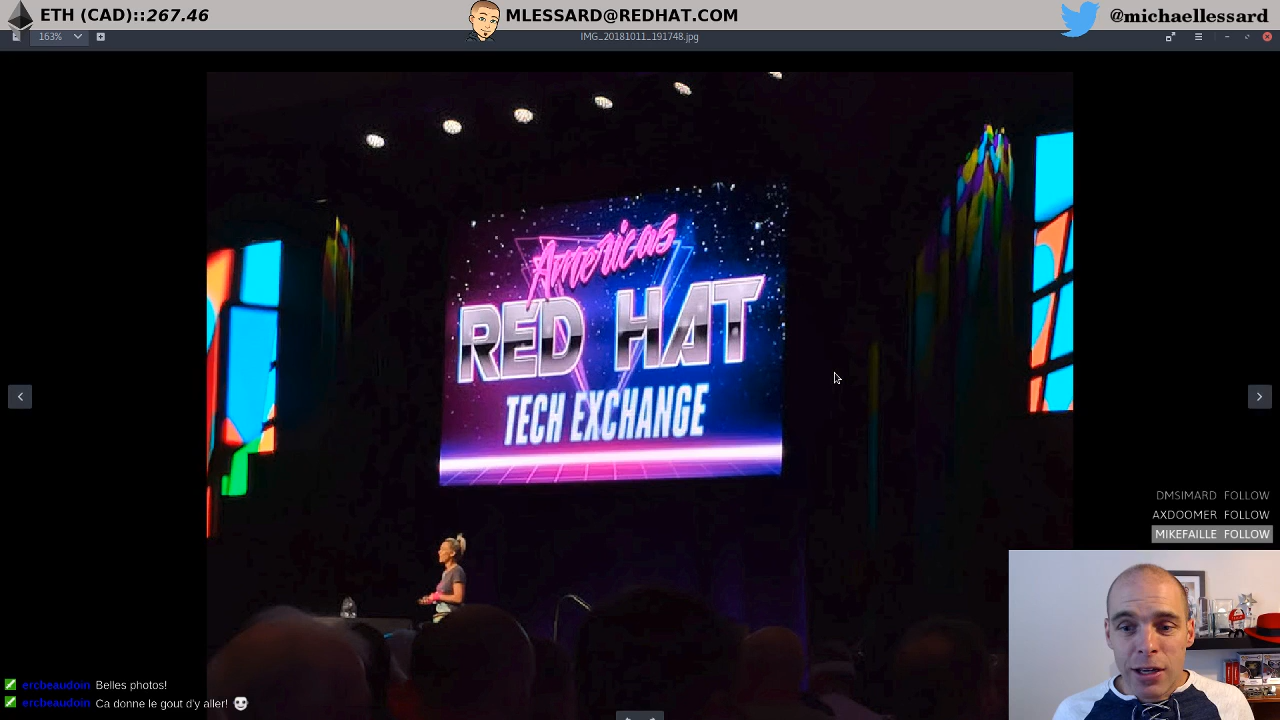 ETH (CAD)::267.46
MLESSARD@REDHAT.COM
@michaellessard
163%
IMG_20181011_191748.jpg
Americas
RED HAT
TECH EXCHANGE
DMSIMARD FOLLOW
AXDOOMER FOLLOW
MIKEFAILLE FOLLOW
ercbeaudoin Belles photos!
ercbeaudoin Ca donne le gout d'y aller!